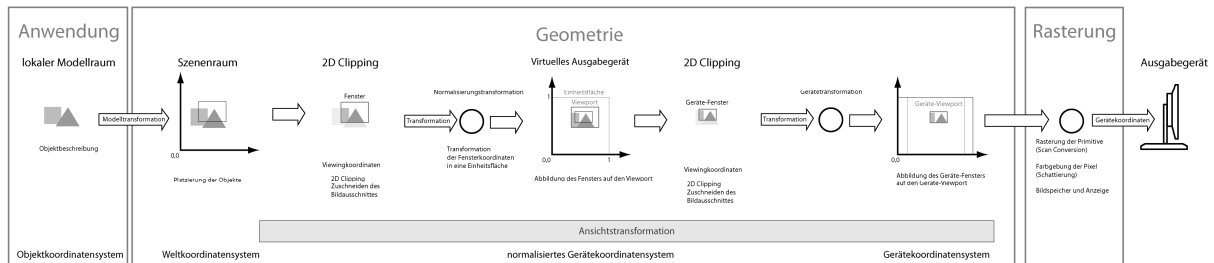 Anwendung
Geometrie
Rasterung
lokaler Modellraum
Szenenraum
2D Clipping
Virtuelles Ausgabegerät
2D Clipping
Ausgabegerät
Modelltransformation
Objektbeschreibung
0,0
Platzierung der Objekte
Fenster
Viewingkoordinaten
2D Clipping
Zuschneiden des
Bildausschnittes
Transformation
Normalisierungstransformation
Transformation
der Fensterkoordinaten
in eine Einheitsfläche
1
Einheitsfläche
Viewport
0,0
1
Abbildung des Fensters auf den Viewport
Geräte-Fenster
Viewingkoordinaten
2D Clipping
Zuschneiden des
Bildausschnittes
Transformation
Gerätetransformation
Geräte-Viewport
0,0
Abbildung des Geräte-Fensters
auf den Geräte-Viewport
Gerätekoordinaten
Rasterung der Primitive
(Scan Conversion)
Farbgebung der Pixel
(Schattierung)
Bildspeicher und Anzeige
Ansichtstransformation
Objektkoordinatensystem
Weltkoordinatensystem
normalisiertes Gerätekoordinatensystem
Gerätekoordinatensystem